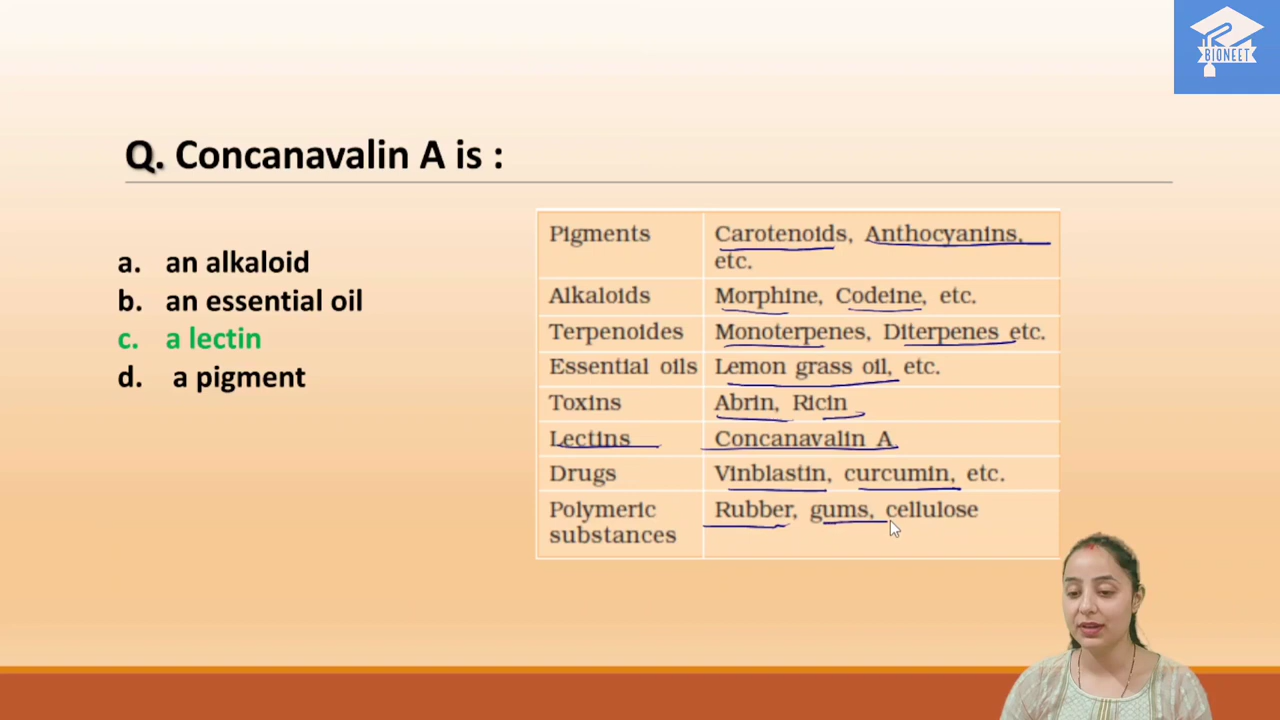 BIONEET
Q. Concanavalin A is :
a. an alkaloid
b. an essential oil
c. a lectin
d. a pigment
Pigments Carotenoids, Anthocyanins,
etc.
Alkaloids Morphine, Codeine, etc.
Terpenoides Monoterpenes, Diterpenes etc.
Essential oils Lemon grass oil, etc.
Toxins Abrin, Ricin
Lectins Concanavalin A
Drugs Vinblastin, curcumin, etc.
Polymeric Rubber, gums, cellulose
substances